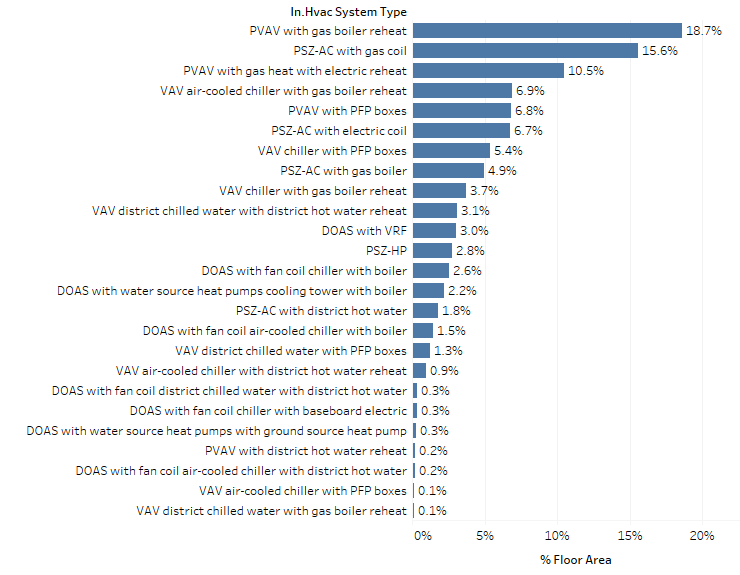 In.Hvac System Type
PVAV with gas boiler reheat 18.7%
PSZ-AC with gas coil 15.6%
PVAV with gas heat with electric reheat 10.5%
VAV air-cooled chiller with gas boiler reheat 6.9%
PVAV with PFP boxes 6.8%
PSZ-AC with electric coil 6.7%
VAV chiller with PFP boxes 5.4%
PSZ-AC with gas boiler 4.9%
VAV chiller with gas boiler reheat 3.7%
VAV district chilled water with district hot water reheat 3.1%
DOAS with VRF 3.0%
PSZ-HP 2.8%
DOAS with fan coil chiller with boiler 2.6%
DOAS with water source heat pumps cooling tower with boiler 2.2%
PSZ-AC with district hot water 1.8%
DOAS with fan coil air-cooled chiller with boiler 1.5%
VAV district chilled water with PFP boxes 1.3%
VAV air-cooled chiller with district hot water reheat 0.9%
DOAS with fan coil district chilled water with district hot water 0.3%
DOAS with fan coil chiller with baseboard electric 0.3%
DOAS with water source heat pumps with ground source heat pump 0.3%
PVAV with district hot water reheat 0.2%
DOAS with fan coil air-cooled chiller with district hot water 0.2%
VAV air-cooled chiller with PFP boxes 0.1%
VAV district chilled water with gas boiler reheat 0.1%
0% 5% 10% 15% 20%
% Floor Area